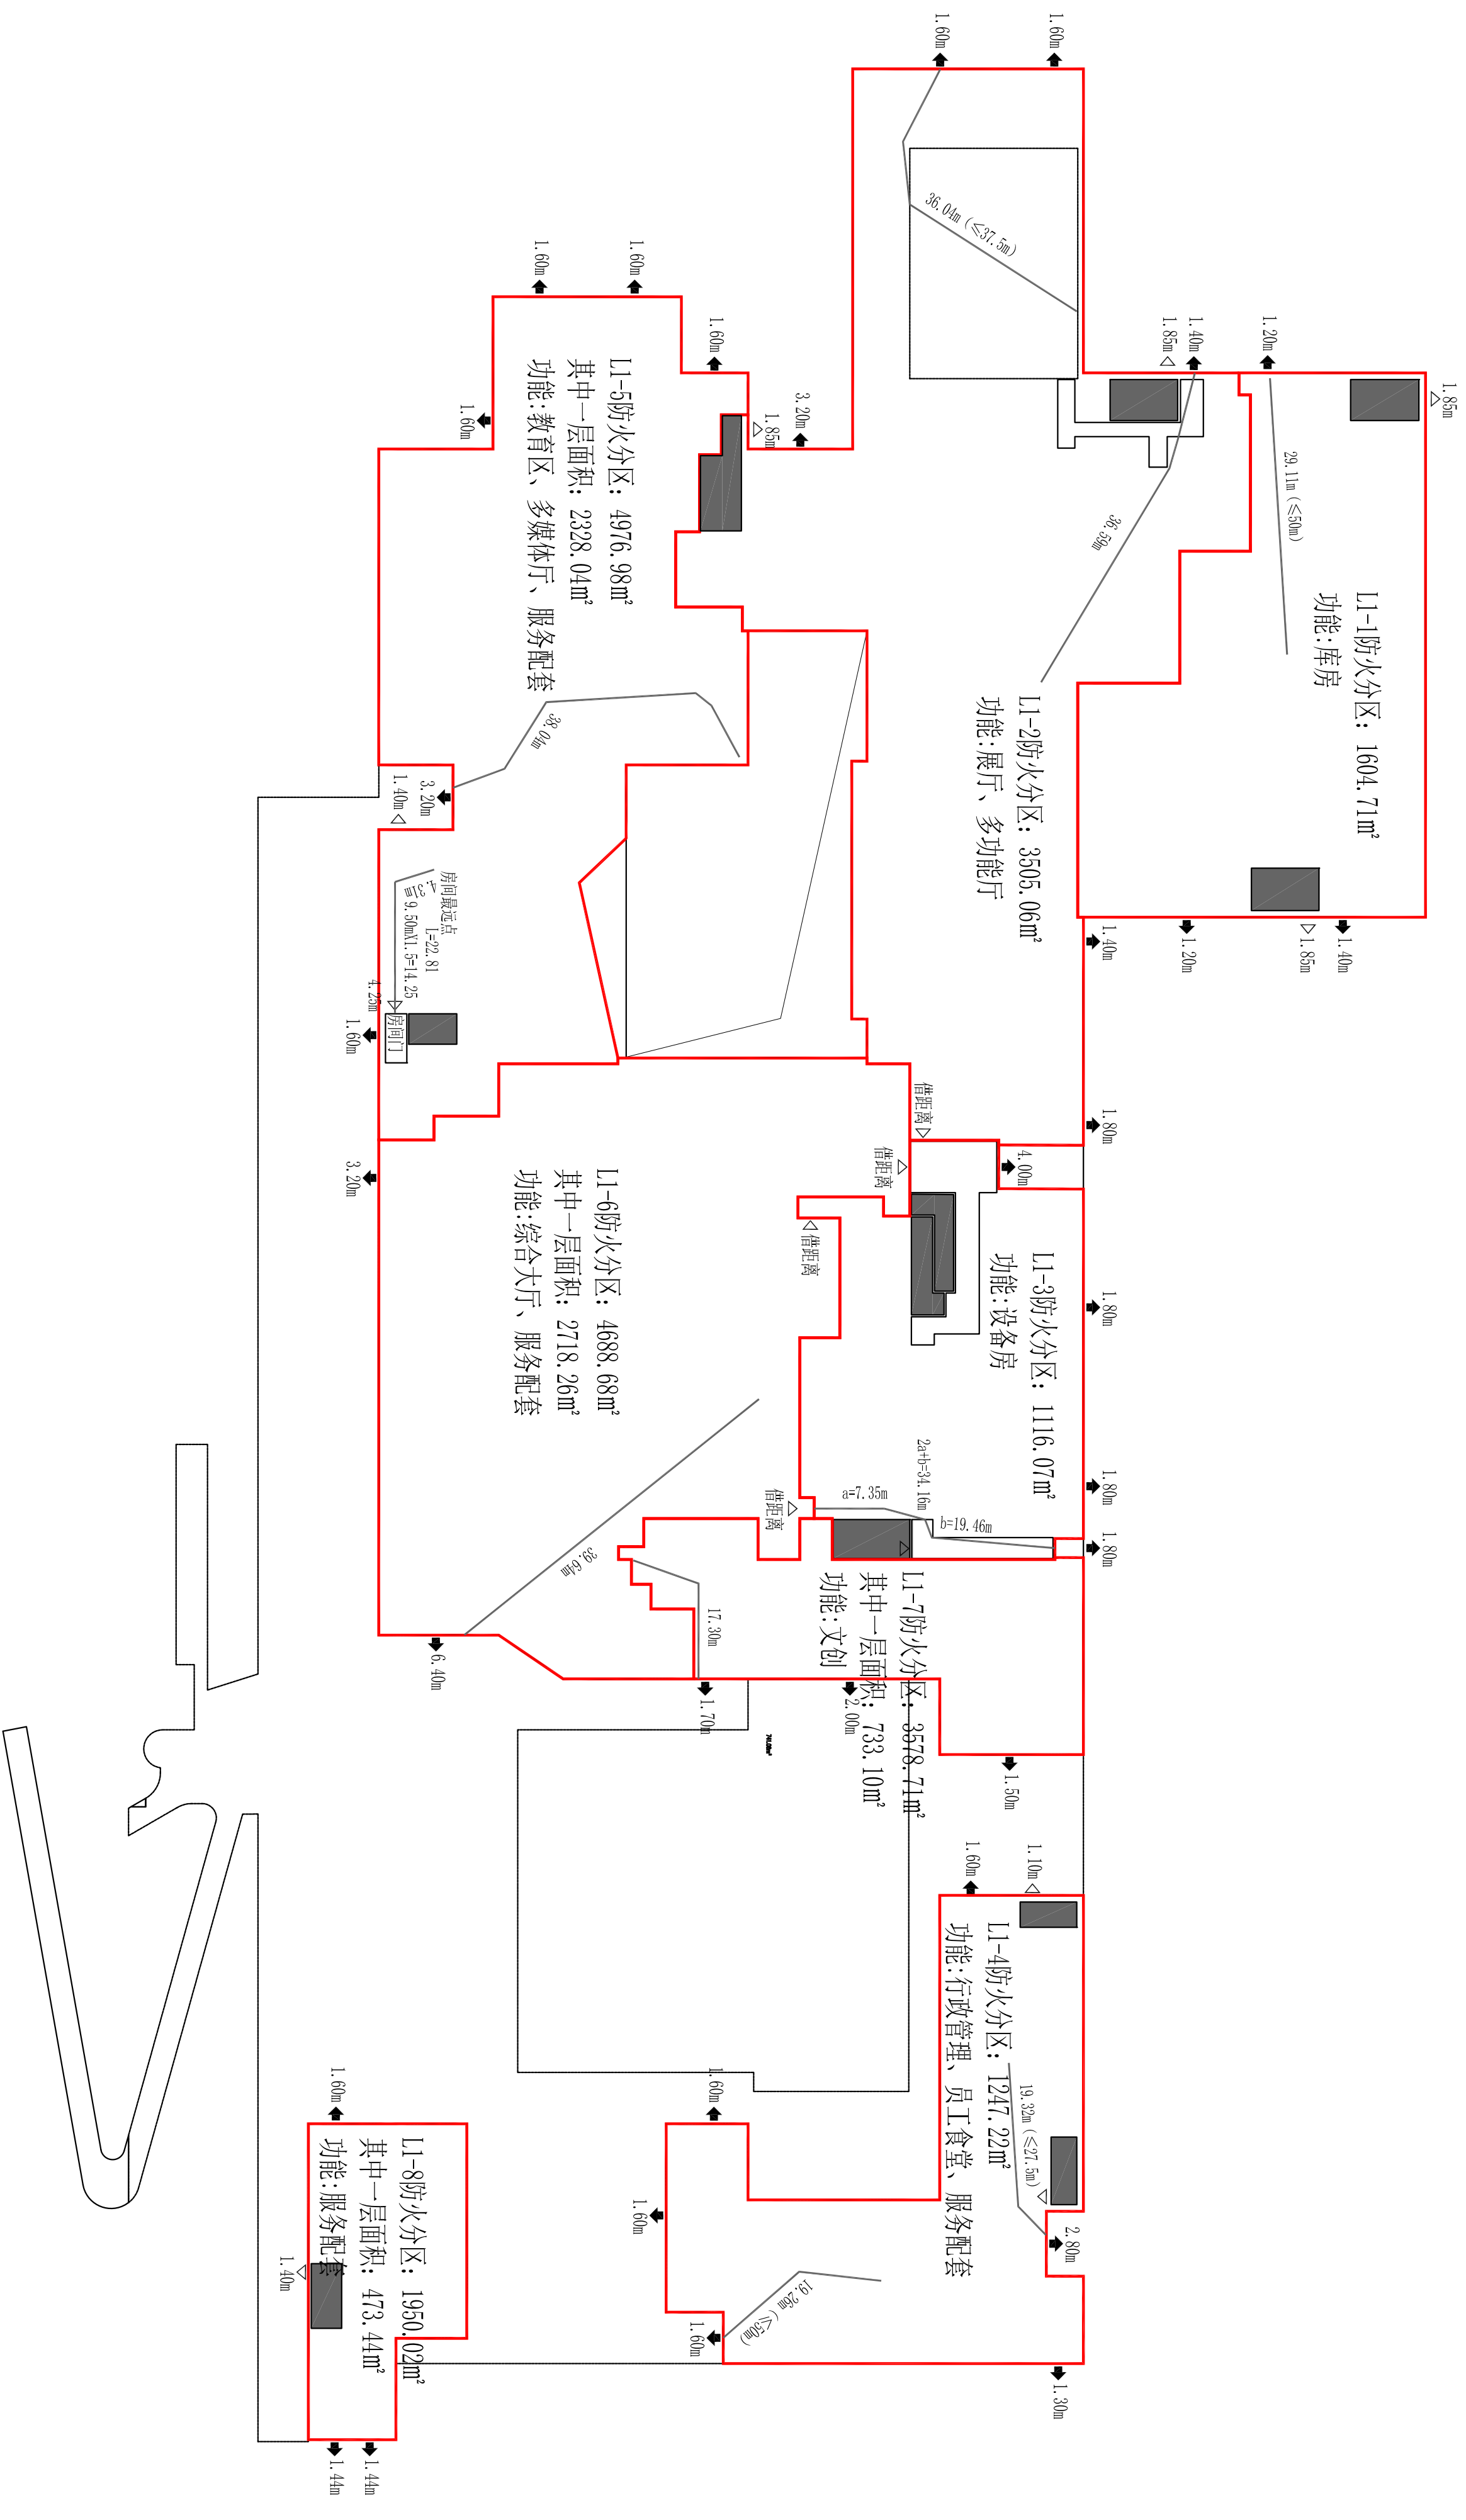 1.85m
L1-1防火分区: 1604.71m²
功能:库房
1.40m
1.85m
29.11m (≤50m)
1.20m
1.20m
1.40m
1.85m
36.59m
1.40m
1.80m
1.80m
1.80m
1.80m
1.60m
1.60m
36.04m (≤37.5m)
L1-2防火分区: 3505.06m²
功能:展厅、多功能厅
4.00m
L1-3防火分区: 1116.07m²
功能:设备房
借距离
借距离
借距离
借距离
2a+b=34.16m
a=7.35m
b=19.46m
2.80m
1.30m
1.10m
1.60m
19.32m (≤27.5m)
L1-4防火分区: 1247.22m²
功能:行政管理、员工食堂、服务配套
1.50m
L1-7防火分区: 3578.71m²
其中一层面积: 733.10m²
功能:文创
2.00m
1.70m
17.30m
3.20m
1.85m
1.60m
1.60m
1.60m
1.60m
L1-5防火分区: 4976.98m²
其中一层面积: 2328.04m²
功能:教育区、多媒体厅、服务配套
38.04m
3.20m
1.40m
房间最远点
L=22.81
4.31m
9.50mX1.5=14.25
房间门
4.25m
1.60m
3.20m
L1-6防火分区: 4688.68m²
其中一层面积: 2718.26m²
功能:综合大厅、服务配套
39.64m
6.40m
1.60m
1.60m
1.60m
19.26m (≤50m)
L1-8防火分区: 1950.02m²
其中一层面积: 473.44m²
功能:服务配套
1.60m
1.40m
1.44m
1.44m